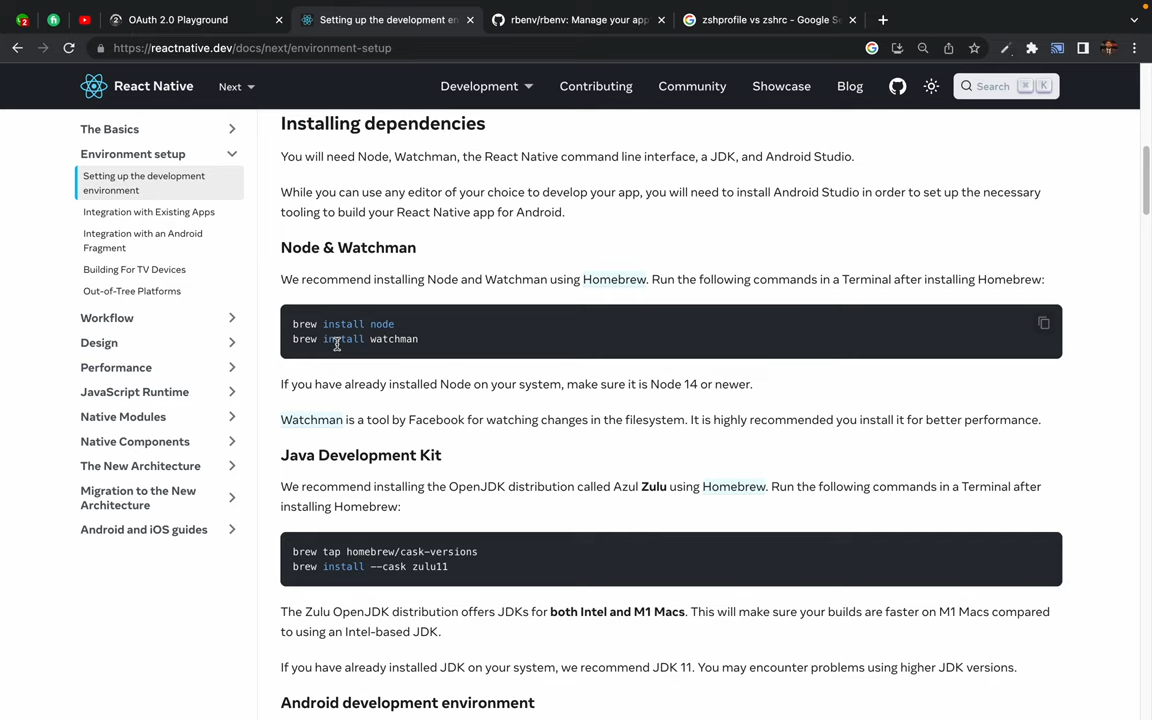 OAuth 2.0 Playground
Setting up the development en
rbenv/rbenv: Manage your app
zshprofile vs zshrc - Google Se
https://reactnative.dev/docs/next/environment-setup
React Native
Next
Development
Contributing
Community
Showcase
Blog
Search ⌘ K
The Basics
Environment setup
Setting up the development
environment
Integration with Existing Apps
Integration with an Android
Fragment
Building For TV Devices
Out-of-Tree Platforms
Workflow
Design
Performance
JavaScript Runtime
Native Modules
Native Components
The New Architecture
Migration to the New
Architecture
Android and iOS guides
Installing dependencies
You will need Node, Watchman, the React Native command line interface, a JDK, and Android Studio.
While you can use any editor of your choice to develop your app, you will need to install Android Studio in order to set up the necessary
tooling to build your React Native app for Android.
Node & Watchman
We recommend installing Node and Watchman using Homebrew. Run the following commands in a Terminal after installing Homebrew:
brew install node
brew install watchman
If you have already installed Node on your system, make sure it is Node 14 or newer.
Watchman is a tool by Facebook for watching changes in the filesystem. It is highly recommended you install it for better performance.
Java Development Kit
We recommend installing the OpenJDK distribution called Azul Zulu using Homebrew. Run the following commands in a Terminal after
installing Homebrew:
brew tap homebrew/cask-versions
brew install --cask zulu11
The Zulu OpenJDK distribution offers JDKs for both Intel and M1 Macs. This will make sure your builds are faster on M1 Macs compared
to using an Intel-based JDK.
If you have already installed JDK on your system, we recommend JDK 11. You may encounter problems using higher JDK versions.
Android development environment